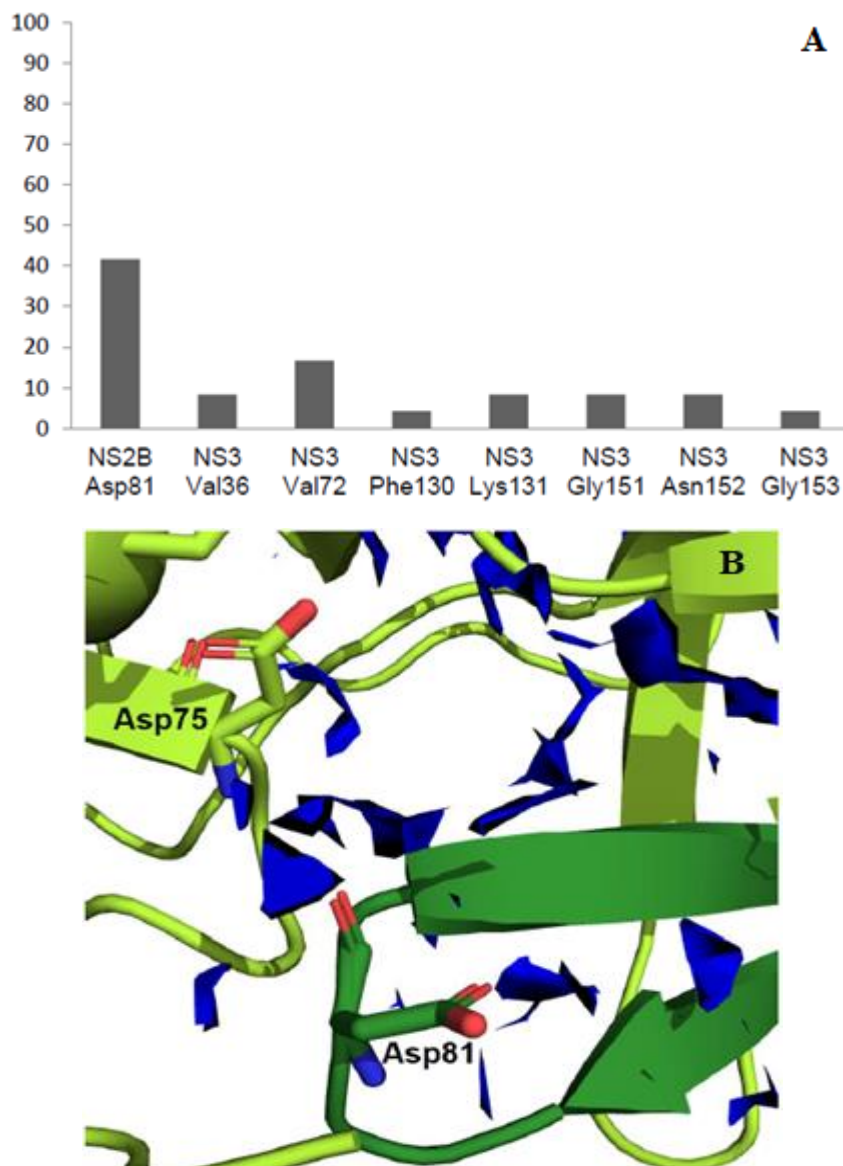 A
100
90
80
70
60
50
40
30
20
10
0
NS2B NS3 NS3 NS3 NS3 NS3 NS3 NS3
Asp81 Val36 Val72 Phe130 Lys131 Gly151 Asn152 Gly153
B
Asp75
Asp81